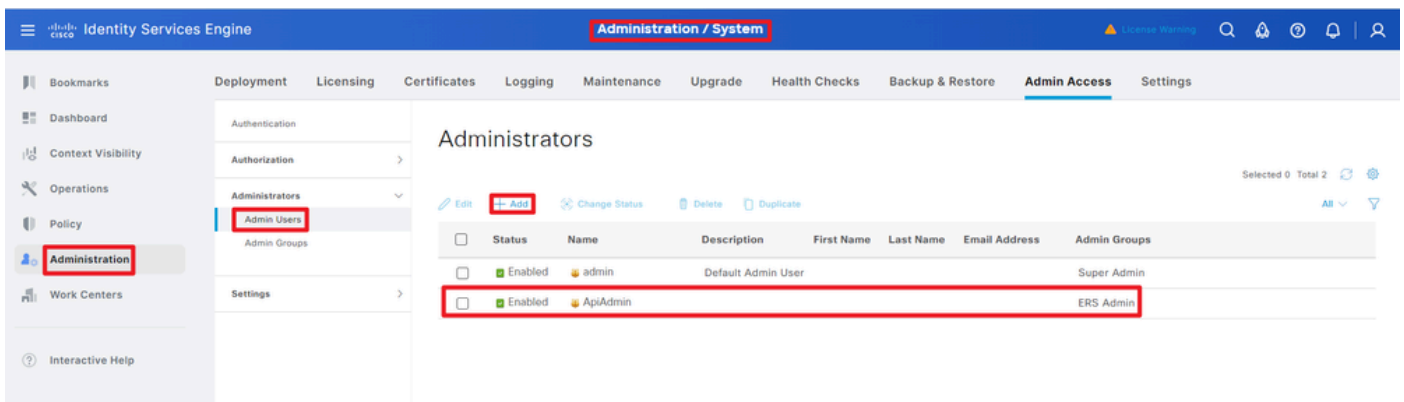 cisco Identity Services Engine
Administration / System
License Warning
Bookmarks
Dashboard
Context Visibility
Operations
Policy
Administration
Work Centers
Interactive Help
Deployment Licensing Certificates Logging Maintenance Upgrade Health Checks Backup & Restore Admin Access Settings
Authentication
Authorization
Administrators
Admin Users
Admin Groups
Settings
Administrators
Selected 0 Total 2
Edit Add Change Status Delete Duplicate All
Status Name Description First Name Last Name Email Address Admin Groups
Enabled admin Default Admin User Super Admin
Enabled ApiAdmin ERS Admin